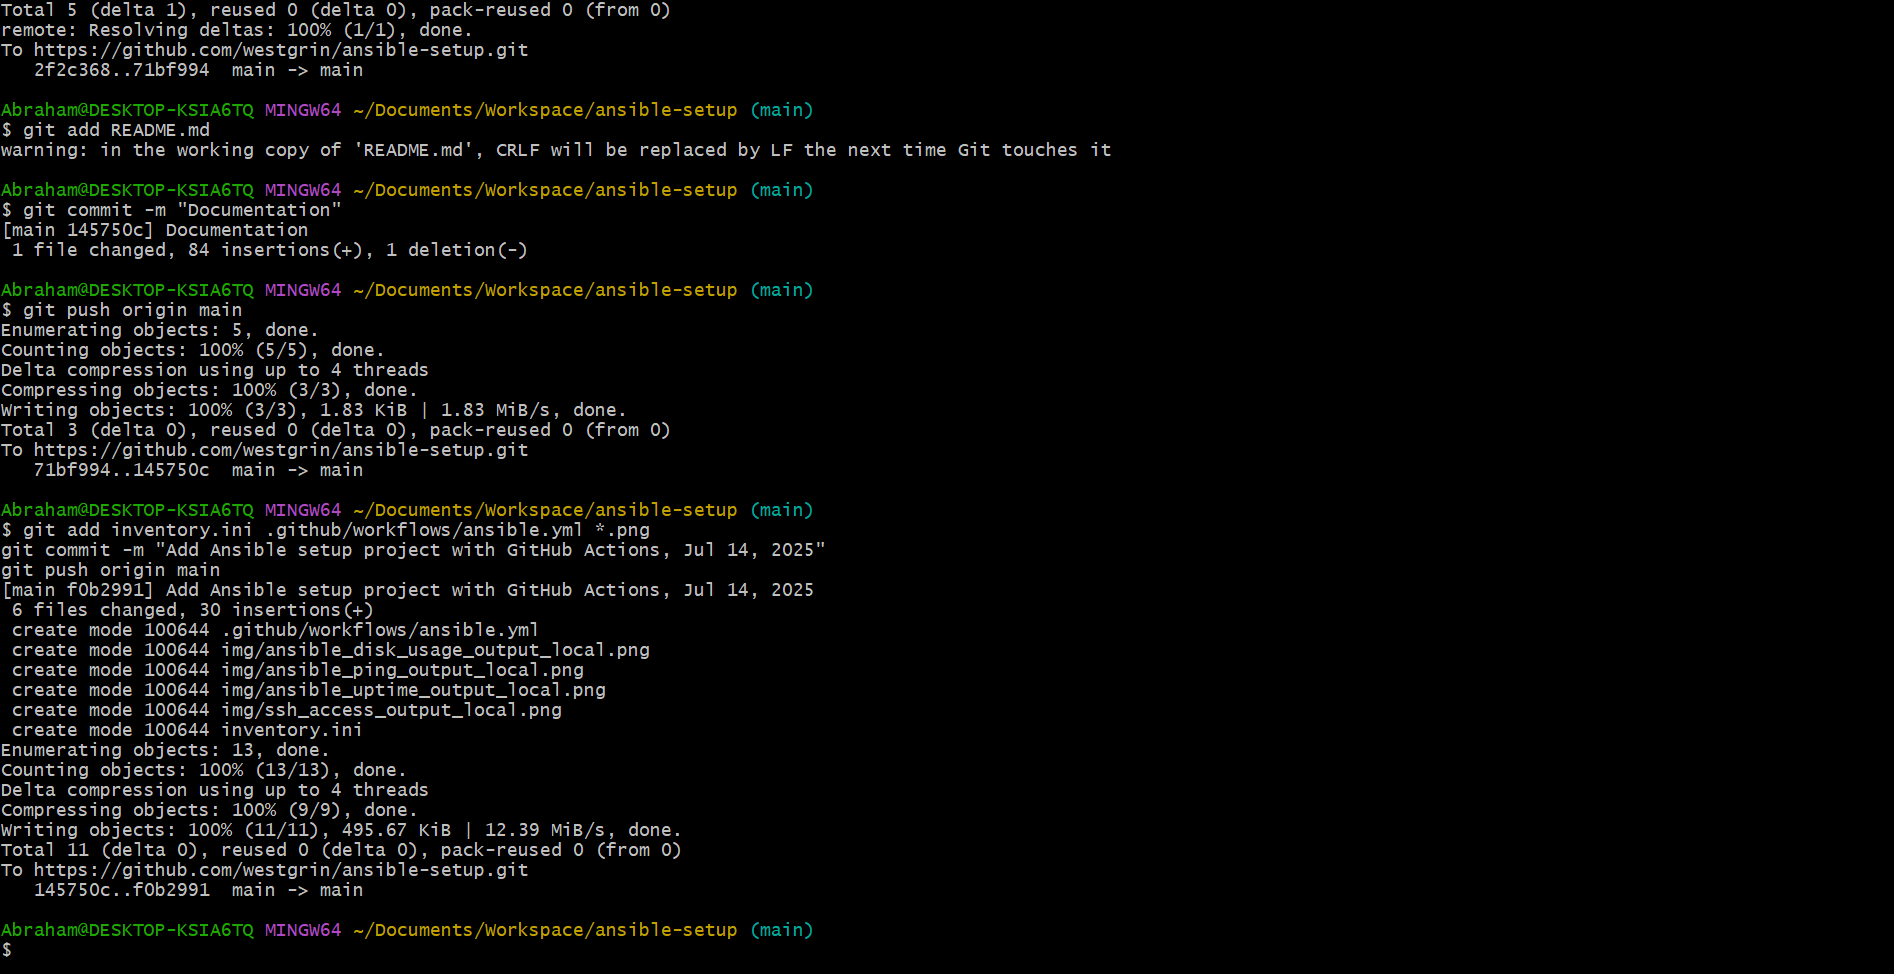 Total 5 (delta 1), reused 0 (delta 0), pack-reused 0 (from 0)
remote: Resolving deltas: 100% (1/1), done.
To https://github.com/westgrin/ansible-setup.git
   2f2c368..71bf994  main -> main

Abraham@DESKTOP-KSIA6TQ MINGW64 ~/Documents/Workspace/ansible-setup (main)
$ git add README.md
warning: in the working copy of 'README.md', CRLF will be replaced by LF the next time Git touches it

Abraham@DESKTOP-KSIA6TQ MINGW64 ~/Documents/Workspace/ansible-setup (main)
$ git commit -m "Documentation"
[main 145750c] Documentation
 1 file changed, 84 insertions(+), 1 deletion(-)

Abraham@DESKTOP-KSIA6TQ MINGW64 ~/Documents/Workspace/ansible-setup (main)
$ git push origin main
Enumerating objects: 5, done.
Counting objects: 100% (5/5), done.
Delta compression using up to 4 threads
Compressing objects: 100% (3/3), done.
Writing objects: 100% (3/3), 1.83 KiB | 1.83 MiB/s, done.
Total 3 (delta 0), reused 0 (delta 0), pack-reused 0 (from 0)
To https://github.com/westgrin/ansible-setup.git
   71bf994..145750c  main -> main

Abraham@DESKTOP-KSIA6TQ MINGW64 ~/Documents/Workspace/ansible-setup (main)
$ git add inventory.ini .github/workflows/ansible.yml *.png
git commit -m "Add Ansible setup project with GitHub Actions, Jul 14, 2025"
git push origin main
[main f0b2991] Add Ansible setup project with GitHub Actions, Jul 14, 2025
 6 files changed, 30 insertions(+)
 create mode 100644 .github/workflows/ansible.yml
 create mode 100644 img/ansible_disk_usage_output_local.png
 create mode 100644 img/ansible_ping_output_local.png
 create mode 100644 img/ansible_uptime_output_local.png
 create mode 100644 img/ssh_access_output_local.png
 create mode 100644 inventory.ini
Enumerating objects: 13, done.
Counting objects: 100% (13/13), done.
Delta compression using up to 4 threads
Compressing objects: 100% (9/9), done.
Writing objects: 100% (11/11), 495.67 KiB | 12.39 MiB/s, done.
Total 11 (delta 0), reused 0 (delta 0), pack-reused 0 (from 0)
To https://github.com/westgrin/ansible-setup.git
   145750c..f0b2991  main -> main

Abraham@DESKTOP-KSIA6TQ MINGW64 ~/Documents/Workspace/ansible-setup (main)
$